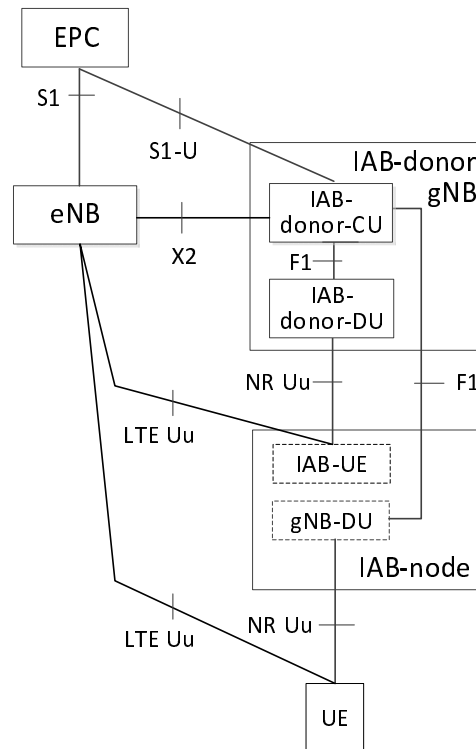 EPC
S1
S1-U
IAB-donor
gNB
eNB
IAB-
donor-CU
X2
F1
IAB-
donor-DU
NR Uu
F1
LTE Uu
IAB-UE
gNB-DU
IAB-node
NR Uu
LTE Uu
UE